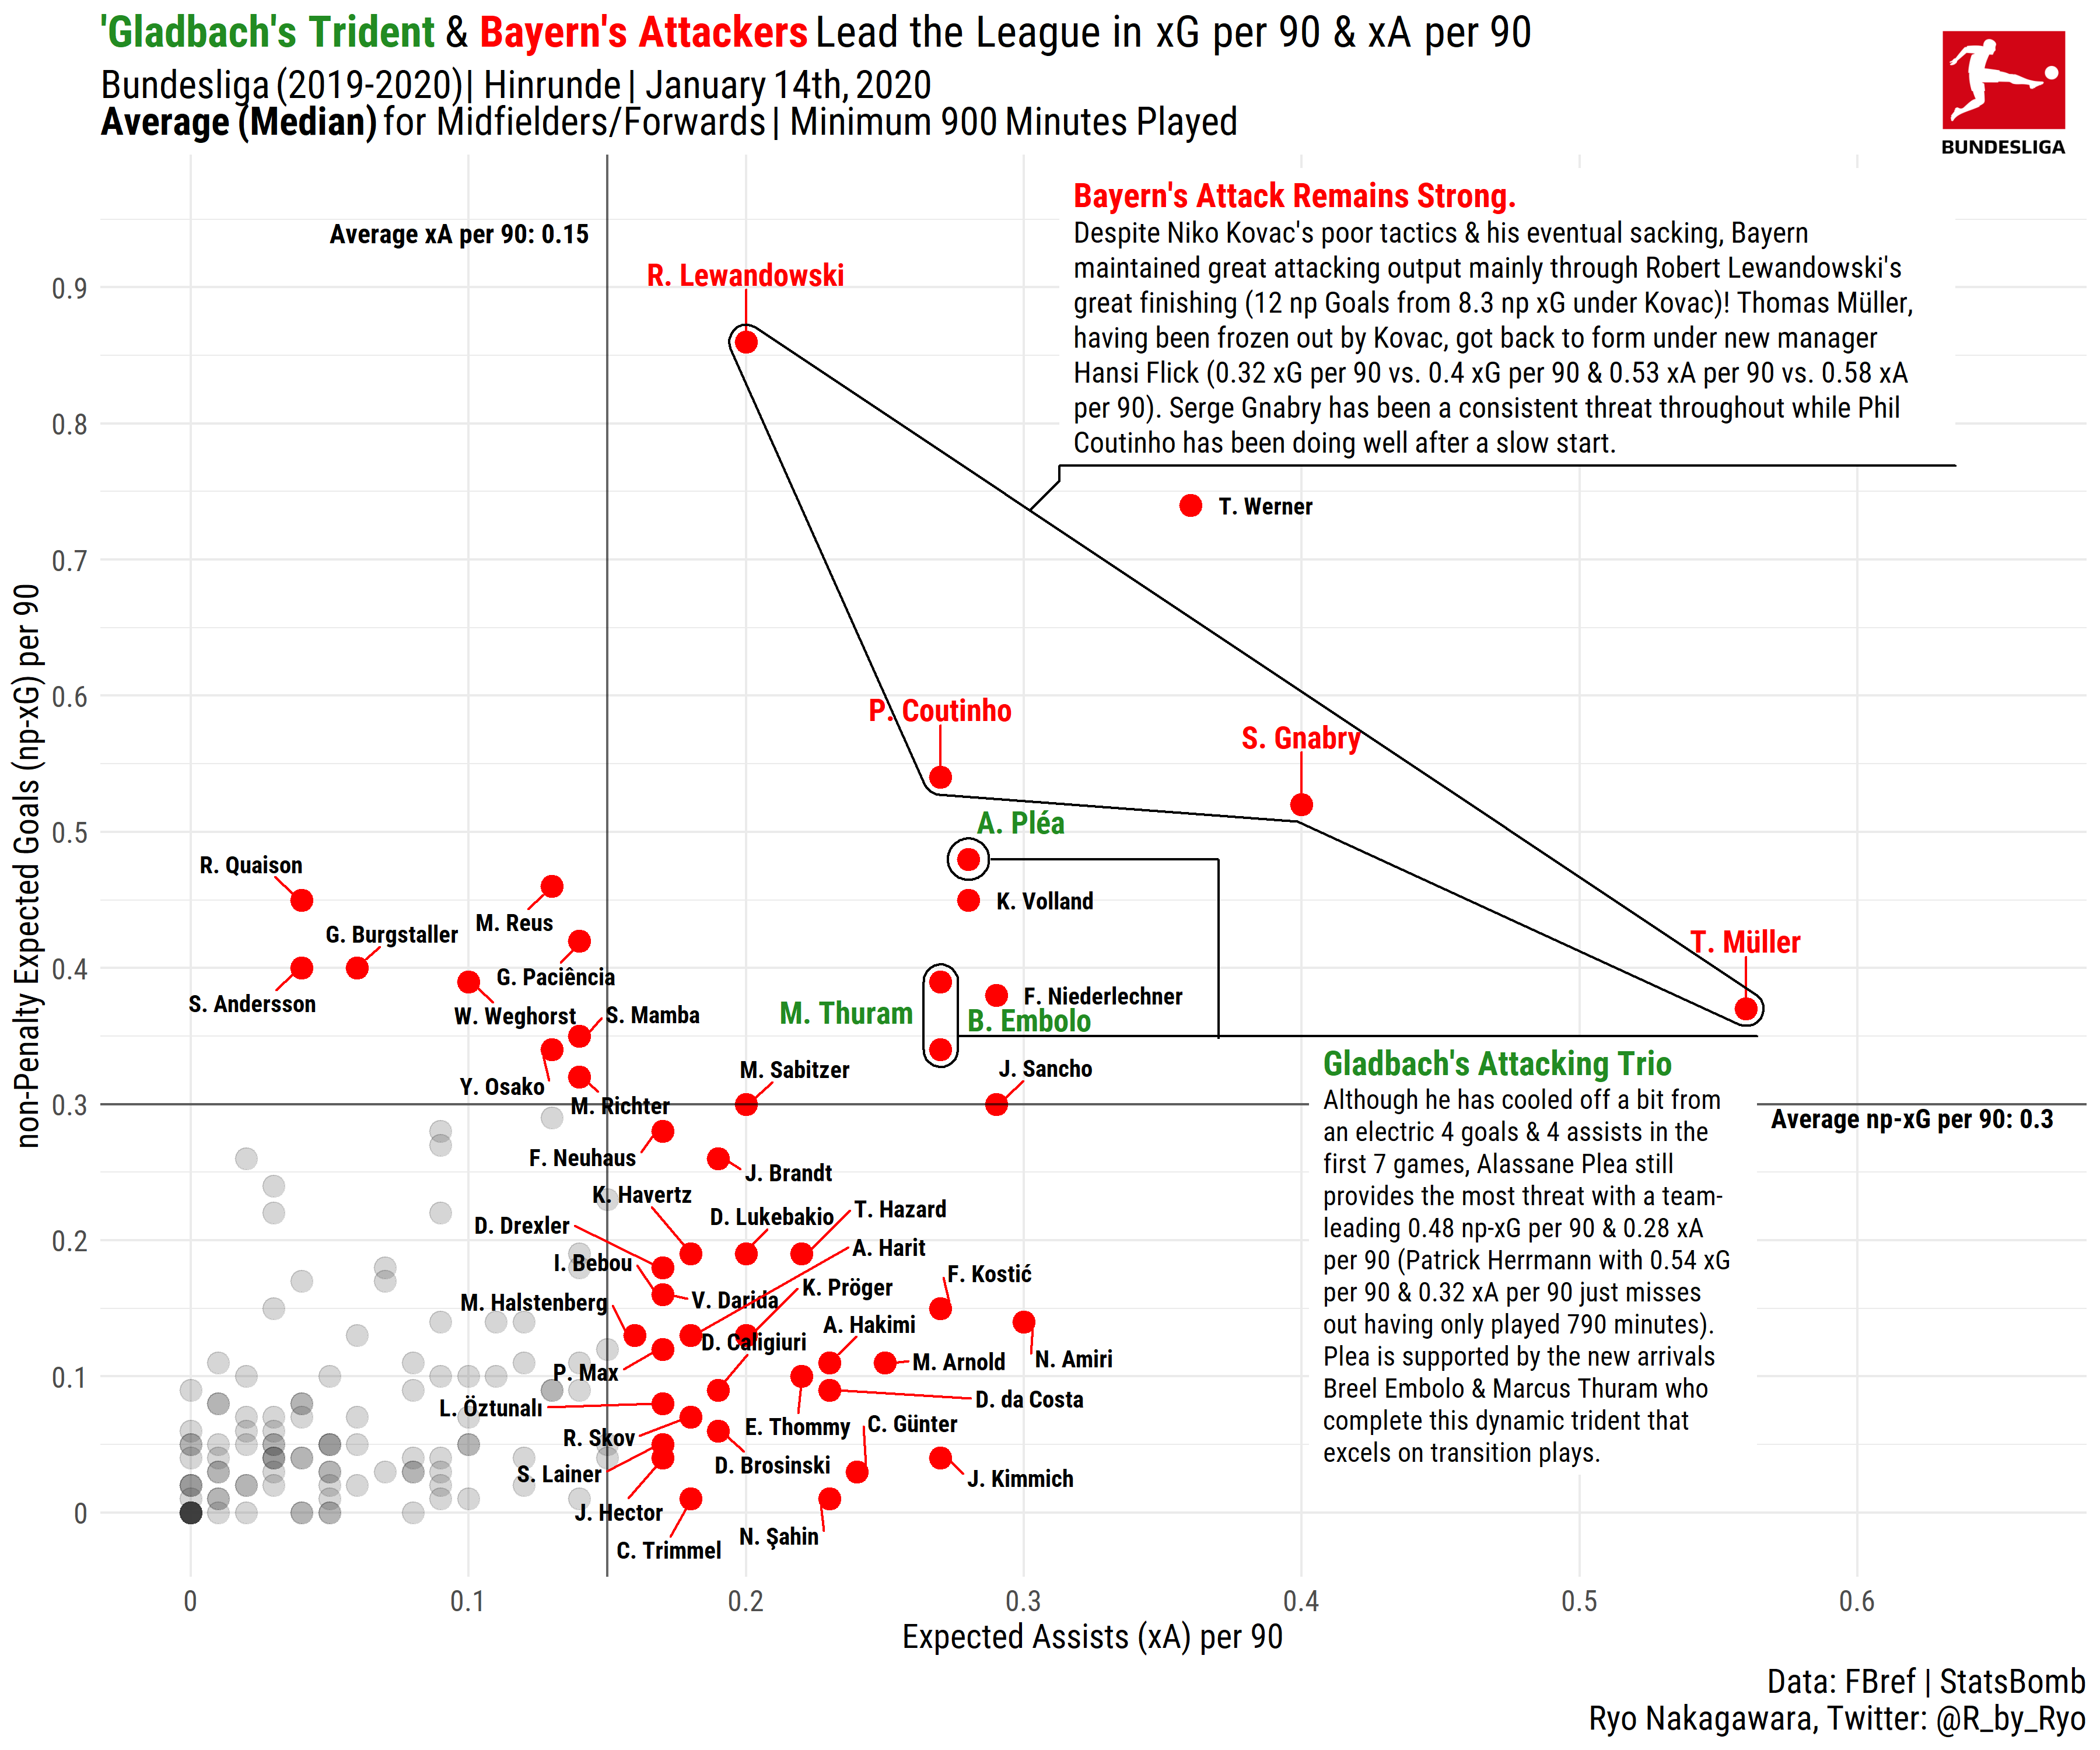 'Gladbach's Trident & Bayern's Attackers Lead the League in xG per 90 & xA per 90
Bundesliga (2019-2020)| Hinrunde | January 14th, 2020
Average (Median) for Midfielders/Forwards | Minimum 900 Minutes Played
BUNDESLIGA
Bayern's Attack Remains Strong.
Despite Niko Kovac's poor tactics & his eventual sacking, Bayern
maintained great attacking output mainly through Robert Lewandowski's
great finishing (12 np Goals from 8.3 np xG under Kovac)! Thomas Müller,
having been frozen out by Kovac, got back to form under new manager
Hansi Flick (0.32 xG per 90 vs. 0.4 xG per 90 & 0.53 xA per 90 vs. 0.58 xA
per 90). Serge Gnabry has been a consistent threat throughout while Phil
Coutinho has been doing well after a slow start.
Average xA per 90: 0.15
R. Lewandowski
T. Werner
P. Coutinho
S. Gnabry
A. Pléa
R. Quaison
K. Volland
M. Reus
G. Burgstaller
T. Müller
G. Paciência
S. Andersson
F. Niederlechner
M. Thuram
W. Weghorst
S. Mamba
B. Embolo
M. Sabitzer
J. Sancho
Y. Osako
M. Richter
Gladbach's Attacking Trio
Although he has cooled off a bit from
an electric 4 goals & 4 assists in the
first 7 games, Alassane Plea still
provides the most threat with a team-
leading 0.48 np-xG per 90 & 0.28 xA
per 90 (Patrick Herrmann with 0.54 xG
per 90 & 0.32 xA per 90 just misses
out having only played 790 minutes).
Plea is supported by the new arrivals
Breel Embolo & Marcus Thuram who
complete this dynamic trident that
excels on transition plays.
Average np-xG per 90: 0.3
F. Neuhaus
J. Brandt
K. Havertz
D. Lukebakio
T. Hazard
D. Drexler
A. Harit
I. Bebou
F. Kostić
K. Pröger
V. Darida
M. Halstenberg
A. Hakimi
D. Caligiuri
N. Amiri
M. Arnold
P. Max
D. da Costa
L. Öztunalı
E. Thommy
C. Günter
R. Skov
D. Brosinski
S. Lainer
J. Kimmich
J. Hector
N. Şahin
C. Trimmel
non-Penalty Expected Goals (np-xG) per 90
0.9
0.8
0.7
0.6
0.5
0.4
0.3
0.2
0.1
0
0
0.1
0.2
0.3
0.4
0.5
0.6
Expected Assists (xA) per 90
Data: FBref | StatsBomb
Ryo Nakagawara, Twitter: @R_by_Ryo